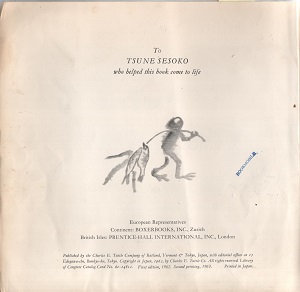 To
TSUNE SESOKO
who helped this book come to life
European Representatives
Continent: BOXERBOOKS, INC., Zurich
British Isles: PRENTICE-HALL INTERNATIONAL, INC., London
Published by the Charles E. Tuttle Company of Rutland, Vermont & Tokyo, Japan, with editorial offices at 15
Edogawa-cho, Bunkyo-ku, Tokyo. Copyright in Japan, 1962, by Charles E. Tuttle Co. All rights reserved. Library
of Congress Catalog Card No. First edition, 1962. Second printing, 1963. Printed in Japan.